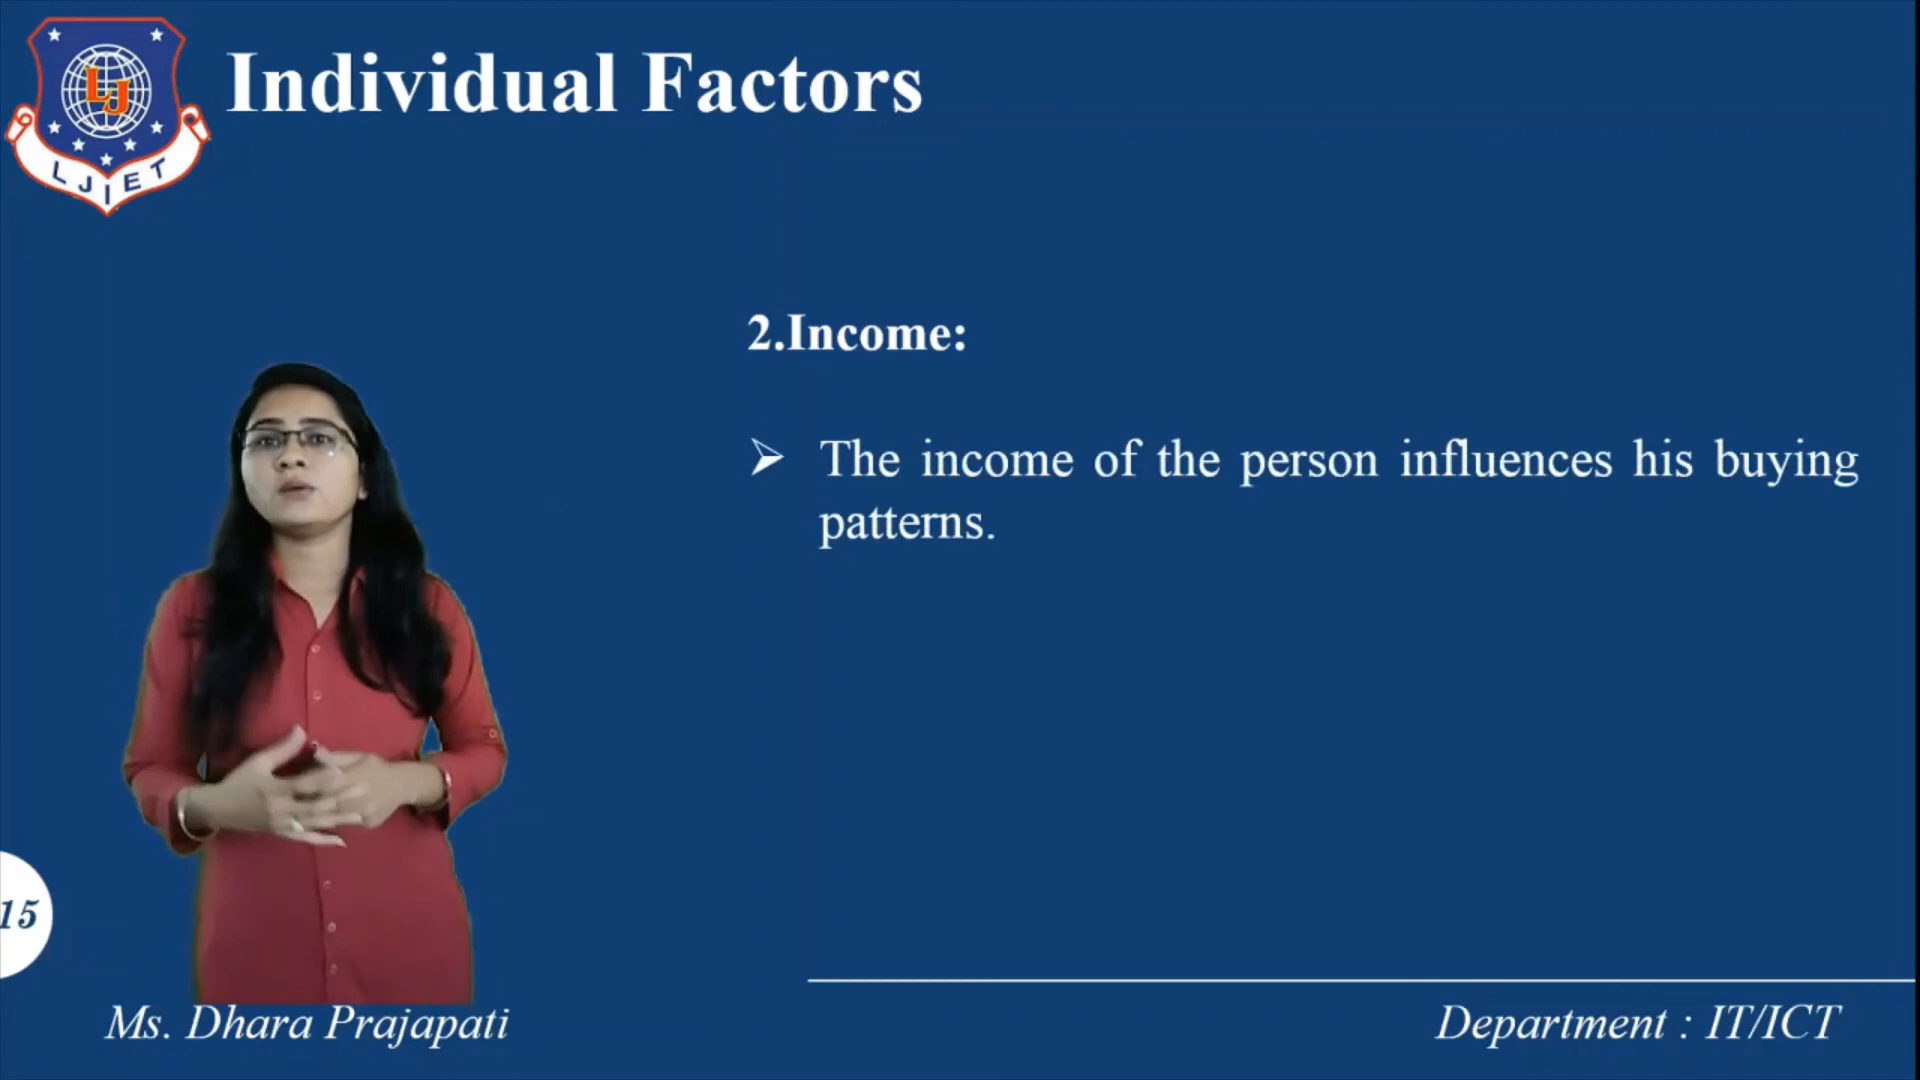 LJ
LJIET
Individual Factors
2.Income:
➢ The income of the person influences his buying
patterns.
15
Ms. Dhara Prajapati
Department : IT/ICT